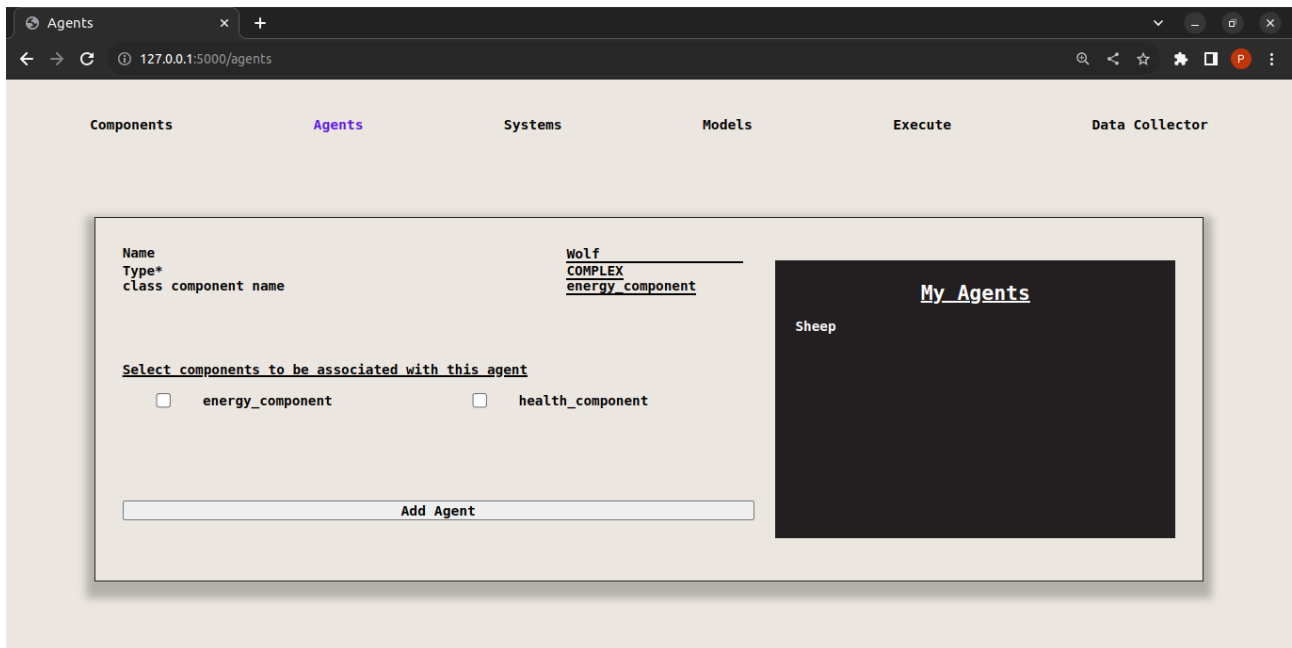 Agents
127.0.0.1:5000/agents
P
Components Agents Systems Models Execute Data Collector
Name Wolf
Type* COMPLEX
class component name energy_component
Select components to be associated with this agent
energy_component health_component
Add Agent
My Agents
Sheep